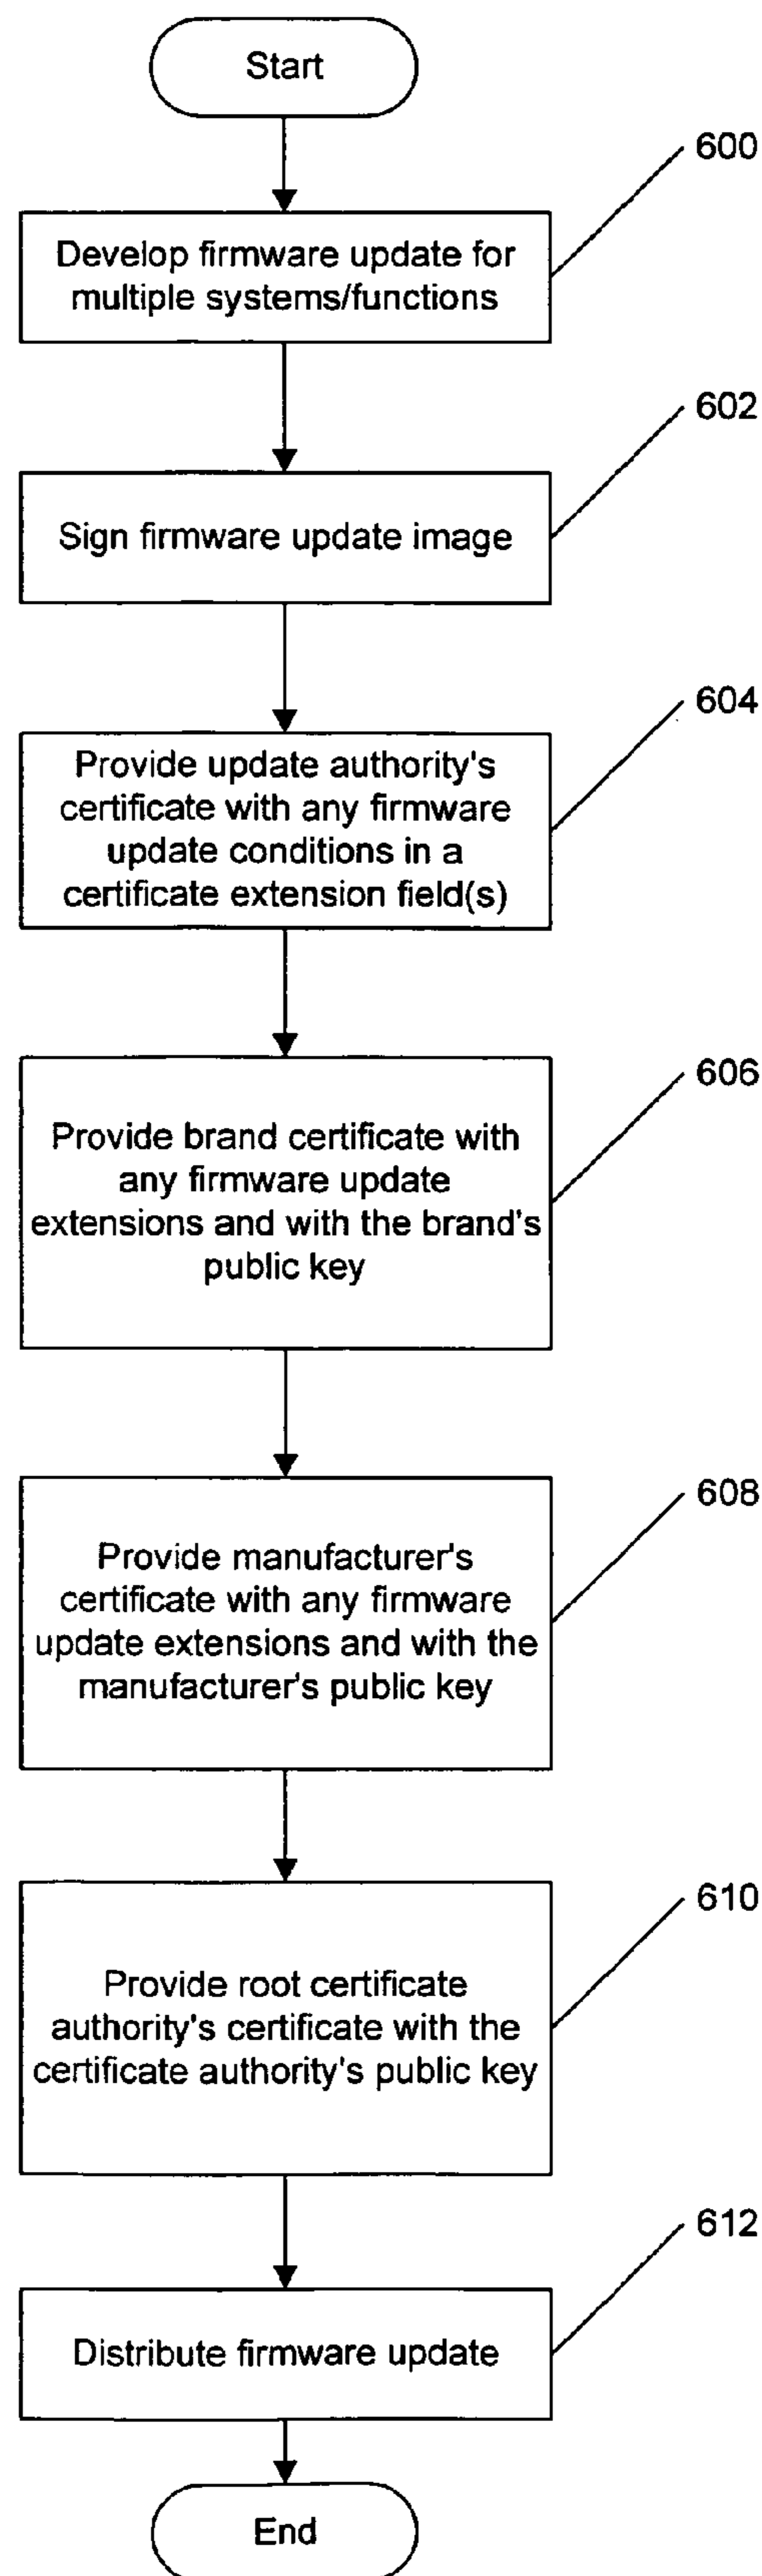 Start
600
Develop firmware update for
multiple systems/functions
602
Sign firmware update image
604
Provide update authority's
certificate with any firmware
update conditions in a
certificate extension field(s)
606
Provide brand certificate with
any firmware update
extensions and with the brand's
public key
608
Provide manufacturer's
certificate with any firmware
update extensions and with the
manufacturer's public key
610
Provide root certificate
authority's certificate with the
certificate authority's public key
612
Distribute firmware update
End